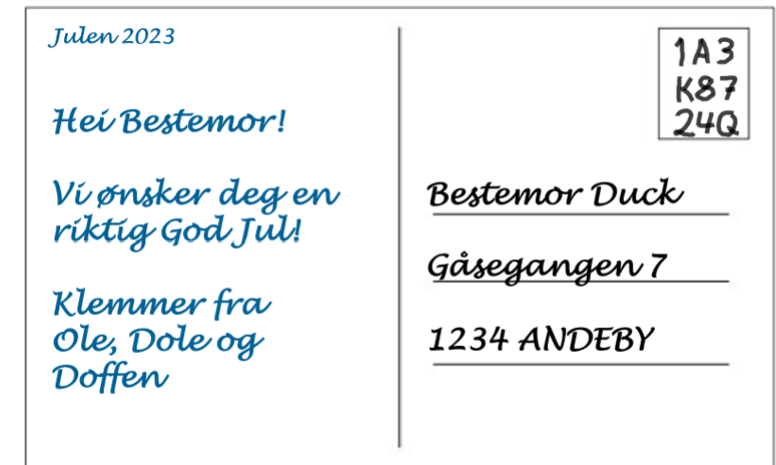 Julen 2023
Hei Bestemor!
Vi ønsker deg en
riktig God Jul!
Klemmer fra
Ole, Dole og
Doffen
1A3
K87
24Q
Bestemor Duck
Gåsegangen 7
1234 ANDEBY